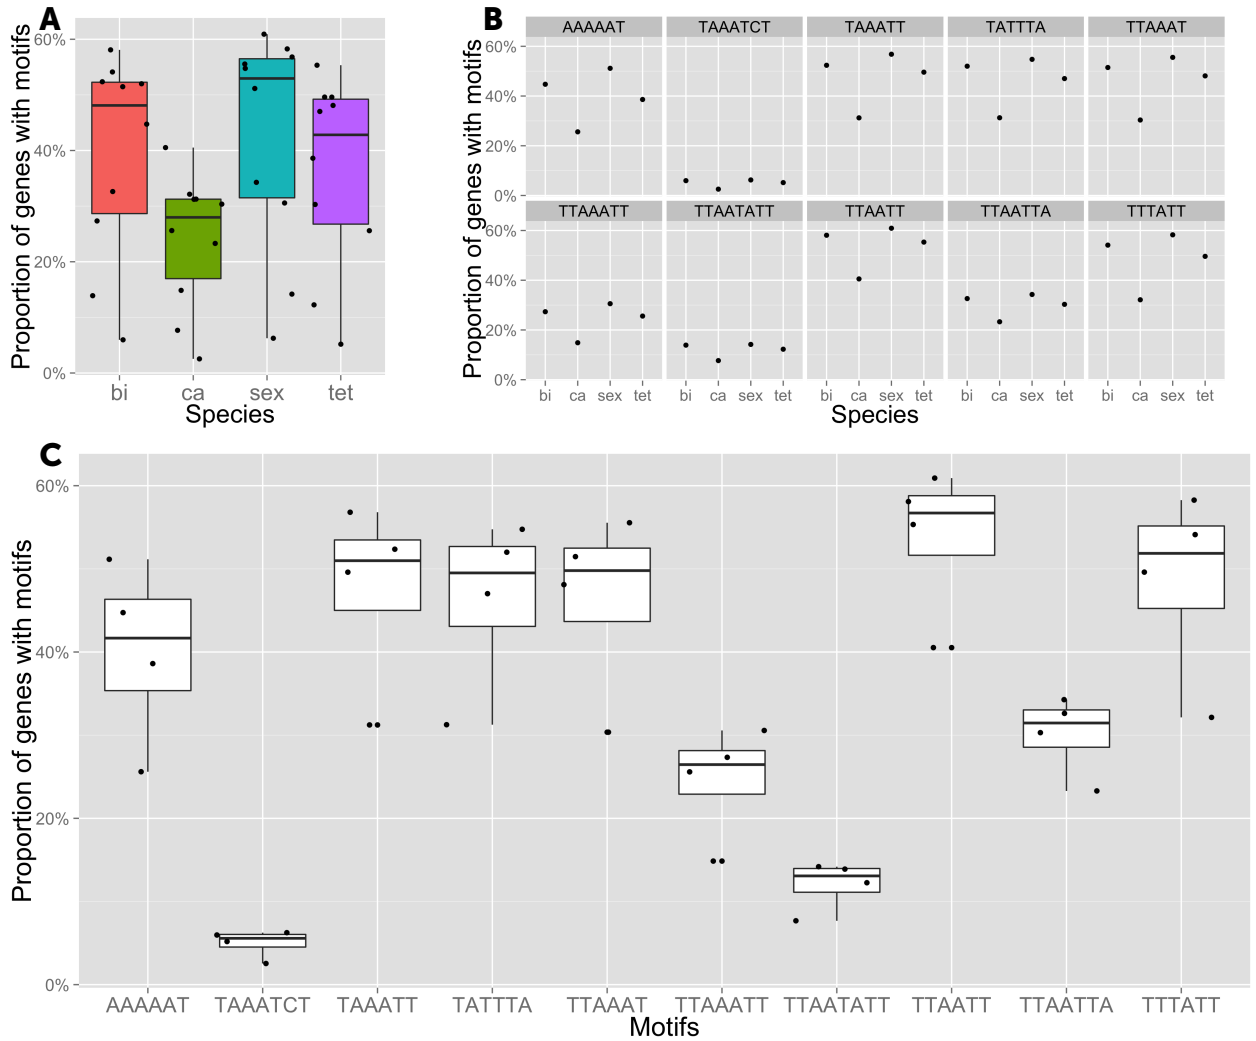 A
Proportion of genes with motifs
60%
40%
20%
0%
bi ca sex tet
Species
B
Proportion of genes with motifs
AAAAAT TAAATCT TAAATT TATTTA TTAAAT
60%
40%
20%
0%
TTAAATT TTAATATT TTAATT TTAATTA TTTATT
60%
40%
20%
0%
bi ca sex tet bi ca sex tet bi ca sex tet bi ca sex tet bi ca sex tet
Species
C
Proportion of genes with motifs
60%
40%
20%
0%
AAAAAT TAAATCT TAAATT TATTTA TTAAAT TTAAATT TTAATATT TTAATT TTAATTA TTTATT
Motifs